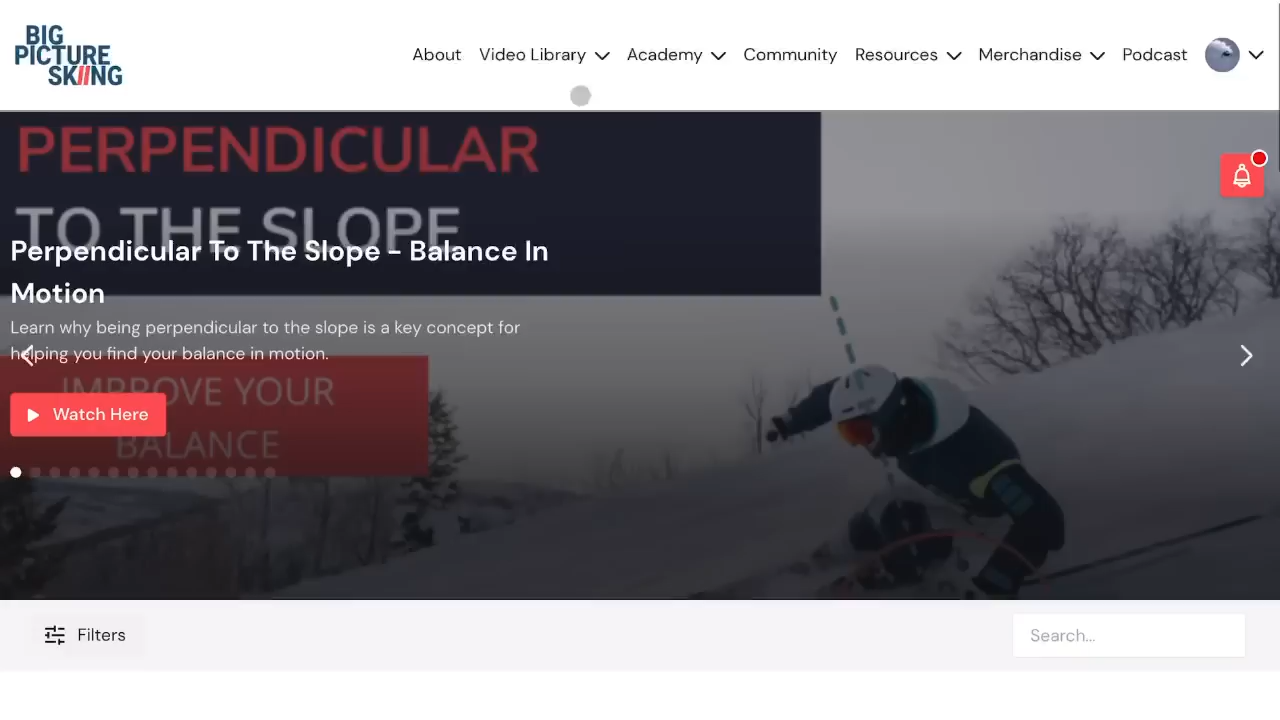 BIG
PICTURE
SKIING
About Video Library Academy Community Resources Merchandise Podcast
PERPENDICULAR
TO THE SLOPE
Perpendicular To The Slope - Balance In
Motion
Learn why being perpendicular to the slope is a key concept for
helping you find your balance in motion.
IMPROVE YOUR
BALANCE
Watch Here
Filters
Search...